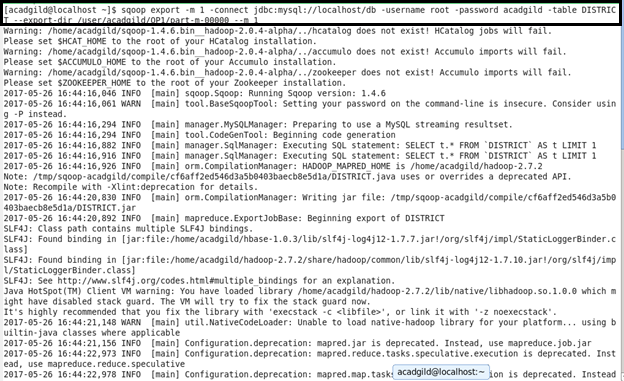 [acadgild@localhost ~]$ sqoop export -m 1 -connect jdbc:mysql://localhost/db -username root -password acadgild -table DISTRIC
T --export-dir /user/acadgild/OP1/part-m-00000 --m 1
Warning: /home/acadgild/sqoop-1.4.6.bin__hadoop-2.0.4-alpha/../hcatalog does not exist! HCatalog jobs will fail.
Please set $HCAT_HOME to the root of your HCatalog installation.
Warning: /home/acadgild/sqoop-1.4.6.bin__hadoop-2.0.4-alpha/../accumulo does not exist! Accumulo imports will fail.
Please set $ACCUMULO_HOME to the root of your Accumulo installation.
Warning: /home/acadgild/sqoop-1.4.6.bin__hadoop-2.0.4-alpha/../zookeeper does not exist! Accumulo imports will fail.
Please set $ZOOKEEPER_HOME to the root of your Zookeeper installation.
2017-05-26 16:44:16,046 INFO  [main] sqoop.Sqoop: Running Sqoop version: 1.4.6
2017-05-26 16:44:16,061 WARN  [main] tool.BaseSqoopTool: Setting your password on the command-line is insecure. Consider usin
g -P instead.
2017-05-26 16:44:16,294 INFO  [main] manager.MySQLManager: Preparing to use a MySQL streaming resultset.
2017-05-26 16:44:16,294 INFO  [main] tool.CodeGenTool: Beginning code generation
2017-05-26 16:44:16,882 INFO  [main] manager.SqlManager: Executing SQL statement: SELECT t.* FROM `DISTRICT` AS t LIMIT 1
2017-05-26 16:44:16,916 INFO  [main] manager.SqlManager: Executing SQL statement: SELECT t.* FROM `DISTRICT` AS t LIMIT 1
2017-05-26 16:44:16,926 INFO  [main] orm.CompilationManager: HADOOP_MAPRED_HOME is /home/acadgild/hadoop-2.7.2
Note: /tmp/sqoop-acadgild/compile/cf6aff2ed546d3a5b0403baecb8e5d1a/DISTRICT.java uses or overrides a deprecated API.
Note: Recompile with -Xlint:deprecation for details.
2017-05-26 16:44:20,830 INFO  [main] orm.CompilationManager: Writing jar file: /tmp/sqoop-acadgild/compile/cf6aff2ed546d3a5b0
403baecb8e5d1a/DISTRICT.jar
2017-05-26 16:44:20,892 INFO  [main] mapreduce.ExportJobBase: Beginning export of DISTRICT
SLF4J: Class path contains multiple SLF4J bindings.
SLF4J: Found binding in [jar:file:/home/acadgild/hbase-1.0.3/lib/slf4j-log4j12-1.7.7.jar!/org/slf4j/impl/StaticLoggerBinder.c
lass]
SLF4J: Found binding in [jar:file:/home/acadgild/hadoop-2.7.2/share/hadoop/common/lib/slf4j-log4j12-1.7.10.jar!/org/slf4j/imp
l/StaticLoggerBinder.class]
SLF4J: See http://www.slf4j.org/codes.html#multiple_bindings for an explanation.
Java HotSpot(TM) Client VM warning: You have loaded library /home/acadgild/hadoop-2.7.2/lib/native/libhadoop.so.1.0.0 which m
ight have disabled stack guard. The VM will try to fix the stack guard now.
It's highly recommended that you fix the library with 'execstack -c <libfile>', or link it with '-z noexecstack'.
2017-05-26 16:44:21,148 WARN  [main] util.NativeCodeLoader: Unable to load native-hadoop library for your platform... using b
uiltin-java classes where applicable
2017-05-26 16:44:21,156 INFO  [main] Configuration.deprecation: mapred.jar is deprecated. Instead, use mapreduce.job.jar
2017-05-26 16:44:22,973 INFO  [main] Configuration.deprecation: mapred.reduce.tasks.speculative.execution is deprecated. Inst
ead, use mapreduce.reduce.speculative
2017-05-26 16:44:22,978 INFO  [main] Configuration.deprecation: mapred.map.task on is deprecated. Instead
acadgild@localhost:~